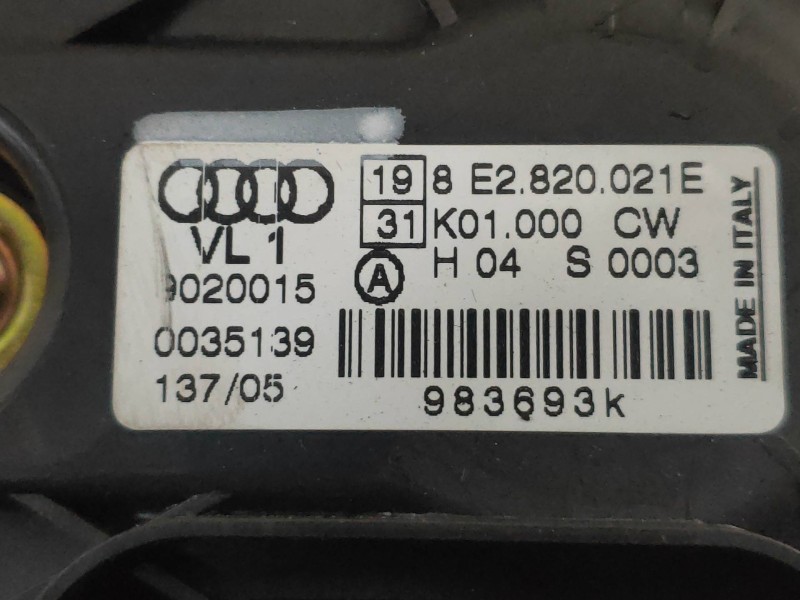 VL 1
9020015
0035139
137/05
19 8 E2.820.021E
31 K01.000 CW
A H 04 S 0003
983693k
MADE IN ITALY